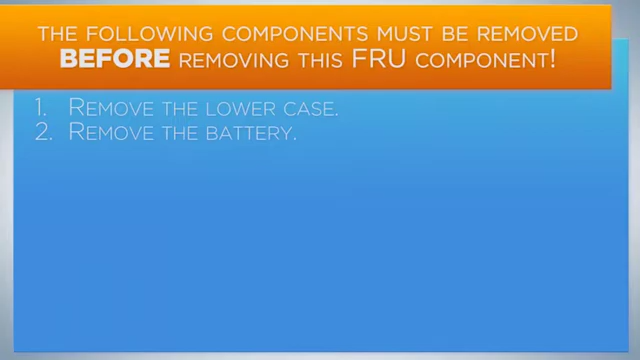 THE FOLLOWING COMPONENTS MUST BE REMOVED
BEFORE REMOVING THIS FRU COMPONENT!
1. REMOVE THE LOWER CASE.
2. REMOVE THE BATTERY.